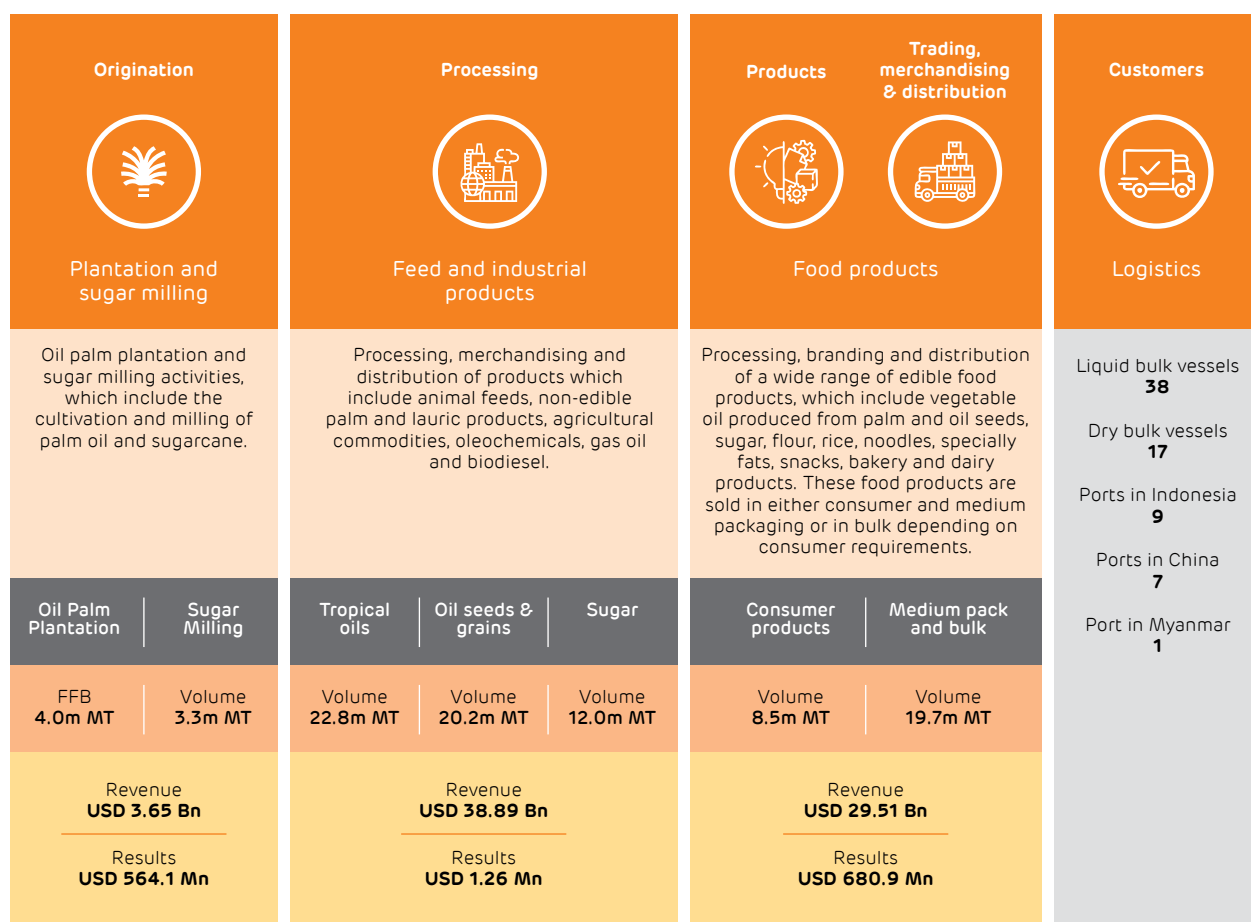 Origination
Plantation and
sugar milling
Oil palm plantation and
sugar milling activities,
which include the
cultivation and milling of
palm oil and sugarcane.
Oil Palm
Plantation
Sugar
Milling
FFB
4.0m MT
Volume
3.3m MT
Revenue
USD 3.65 Bn
Results
USD 564.1 Mn
Processing
Feed and industrial
products
Processing, merchandising and
distribution of products which
include animal feeds, non-edible
palm and lauric products, agricultural
commodities, oleochemicals, gas oil
and biodiesel.
Tropical
oils
Oil seeds &
grains
Sugar
Volume
22.8m MT
Volume
20.2m MT
Volume
12.0m MT
Revenue
USD 38.89 Bn
Results
USD 1.26 Mn
Products
Trading,
merchandising
& distribution
Food products
Processing, branding and distribution
of a wide range of edible food
products, which include vegetable
oil produced from palm and oil seeds,
sugar, flour, rice, noodles, specially
fats, snacks, bakery and dairy
products. These food products are
sold in either consumer and medium
packaging or in bulk depending on
consumer requirements.
Consumer
products
Medium pack
and bulk
Volume
8.5m MT
Volume
19.7m MT
Revenue
USD 29.51 Bn
Results
USD 680.9 Mn
Customers
Logistics
Liquid bulk vessels
38
Dry bulk vessels
17
Ports in Indonesia
9
Ports in China
7
Port in Myanmar
1